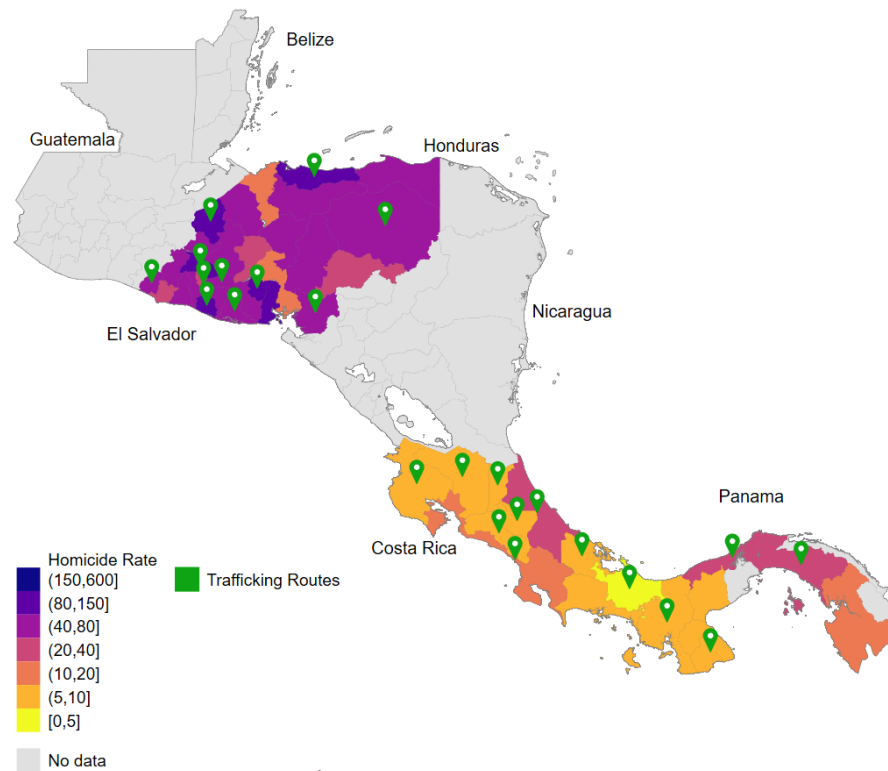 Belize
Guatemala
Honduras
Nicaragua
El Salvador
Panama
Costa Rica
Homicide Rate
(150,600]
(80,150]
(40,80]
(20,40]
(10,20]
(5,10]
[0,5]
No data
Trafficking Routes